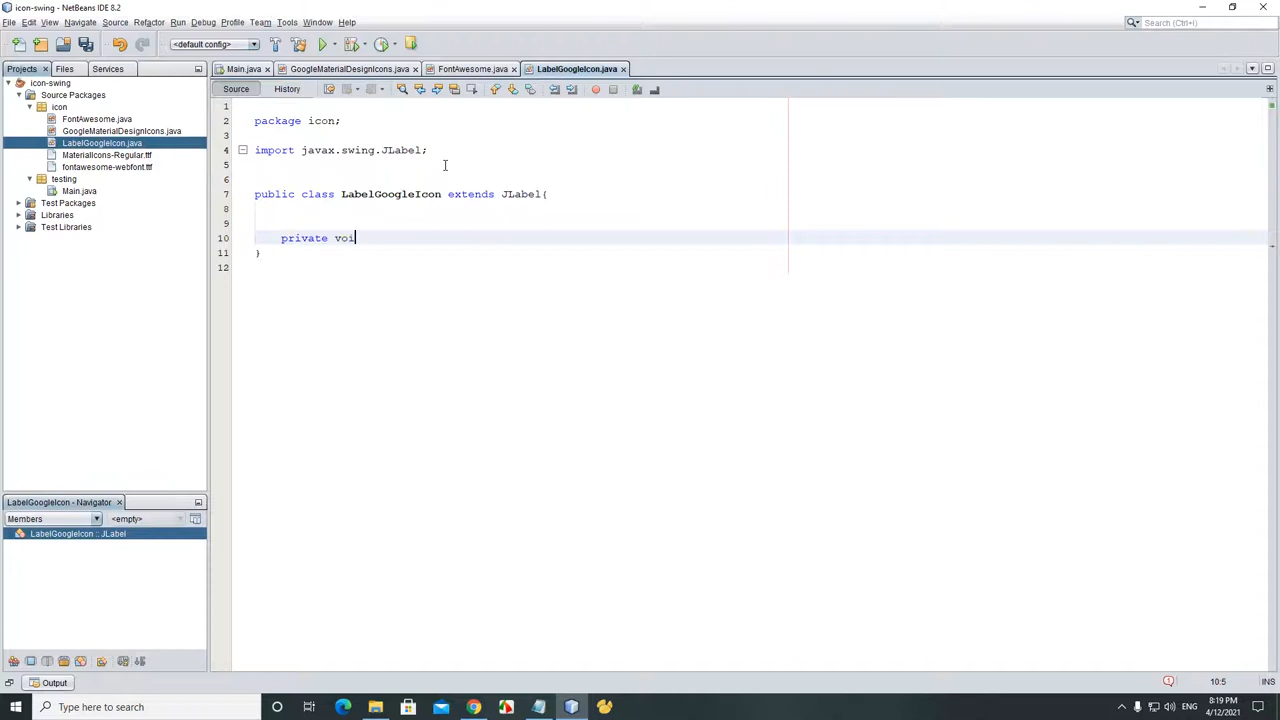 icon-swing - NetBeans IDE 8.2
File Edit View Navigate Source Refactor Run Debug Profile Team Tools Window Help
Search (Ctrl+I)
<default config>
Projects Files Services
Main.java GoogleMaterialDesignIcons.java FontAwesome.java LabelGoogleIcon.java
Source History
icon-swing
Source Packages
icon
FontAwesome.java
GoogleMaterialDesignIcons.java
LabelGoogleIcon.java
MaterialIcons-Regular.ttf
fontawesome-webfont.ttf
testing
Main.java
Test Packages
Libraries
Test Libraries
1
2 package icon;
3
4 import javax.swing.JLabel;
5
6
7 public class LabelGoogleIcon extends JLabel{
8
9
10 private voi
11 }
12
LabelGoogleIcon - Navigator
Members <empty>
LabelGoogleIcon :: JLabel
Output
10:5 INS
Type here to search
ENG
8:19 PM
4/12/2021